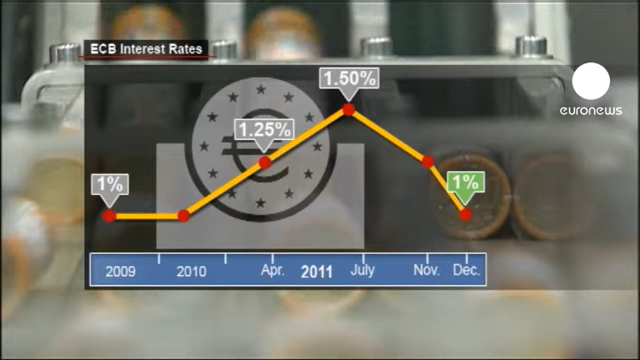 ECB Interest Rates
euronews
1.50%
1.25%
1%
1%
2009 2010 Apr. 2011 July Nov. Dec.